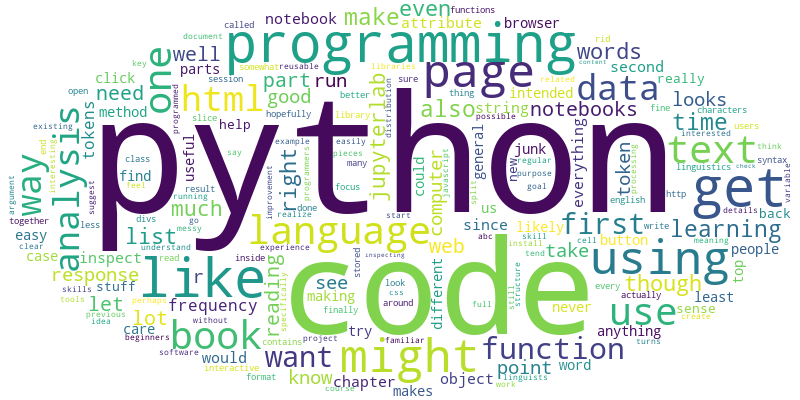 called
rid
functions
document
notebook
make
even
attribute
browser
key
somewhat
reusable
programming
words
well
parts
click
need
one
session
part
run
page
libraries
sure
better
intended
second
really
open
tokens
html
good
also
string
data
method
slice
library
distribution
thing
related
content
possible
fine
looks
characters
existing
help
jupyterlab
notebooks
time
users
analysis
useful
programmed
hopefully
easily
pieces
example
programmers
python
new
junk
regular
token
text
interested
say
class
many
general
purpose
everything
linguistics
think
end
interesting
find
right
result
running
focus
javascript
could
computer
goal
english
processing
syntax
way
feel
suggest
improvement
divs
go
messy
realize
done
split
get
check
variable
argument
together
less
much
list
language
start
us
since
abc
skill
first
learning
http
details
back
easy
clear
understand
experience
inside
web
likely
install
button
write
people
meaning
case
inspect
read
like
stored
inspecting
code
using
cell
tend
take
top
response
stuff
r
reading
specifically
see
look
css
around
different
still
structure
though
every
least
skills
let
frequency
making
full
use
never
actually
sense
tools
perhaps
lot
finally
contains
familiar
turns
create
previous
idea
care
without
book
project
try
might
function
anything
beginners
software
would
want
point
word
interactive
know
chapter
object
format
course
makes
linguists
work